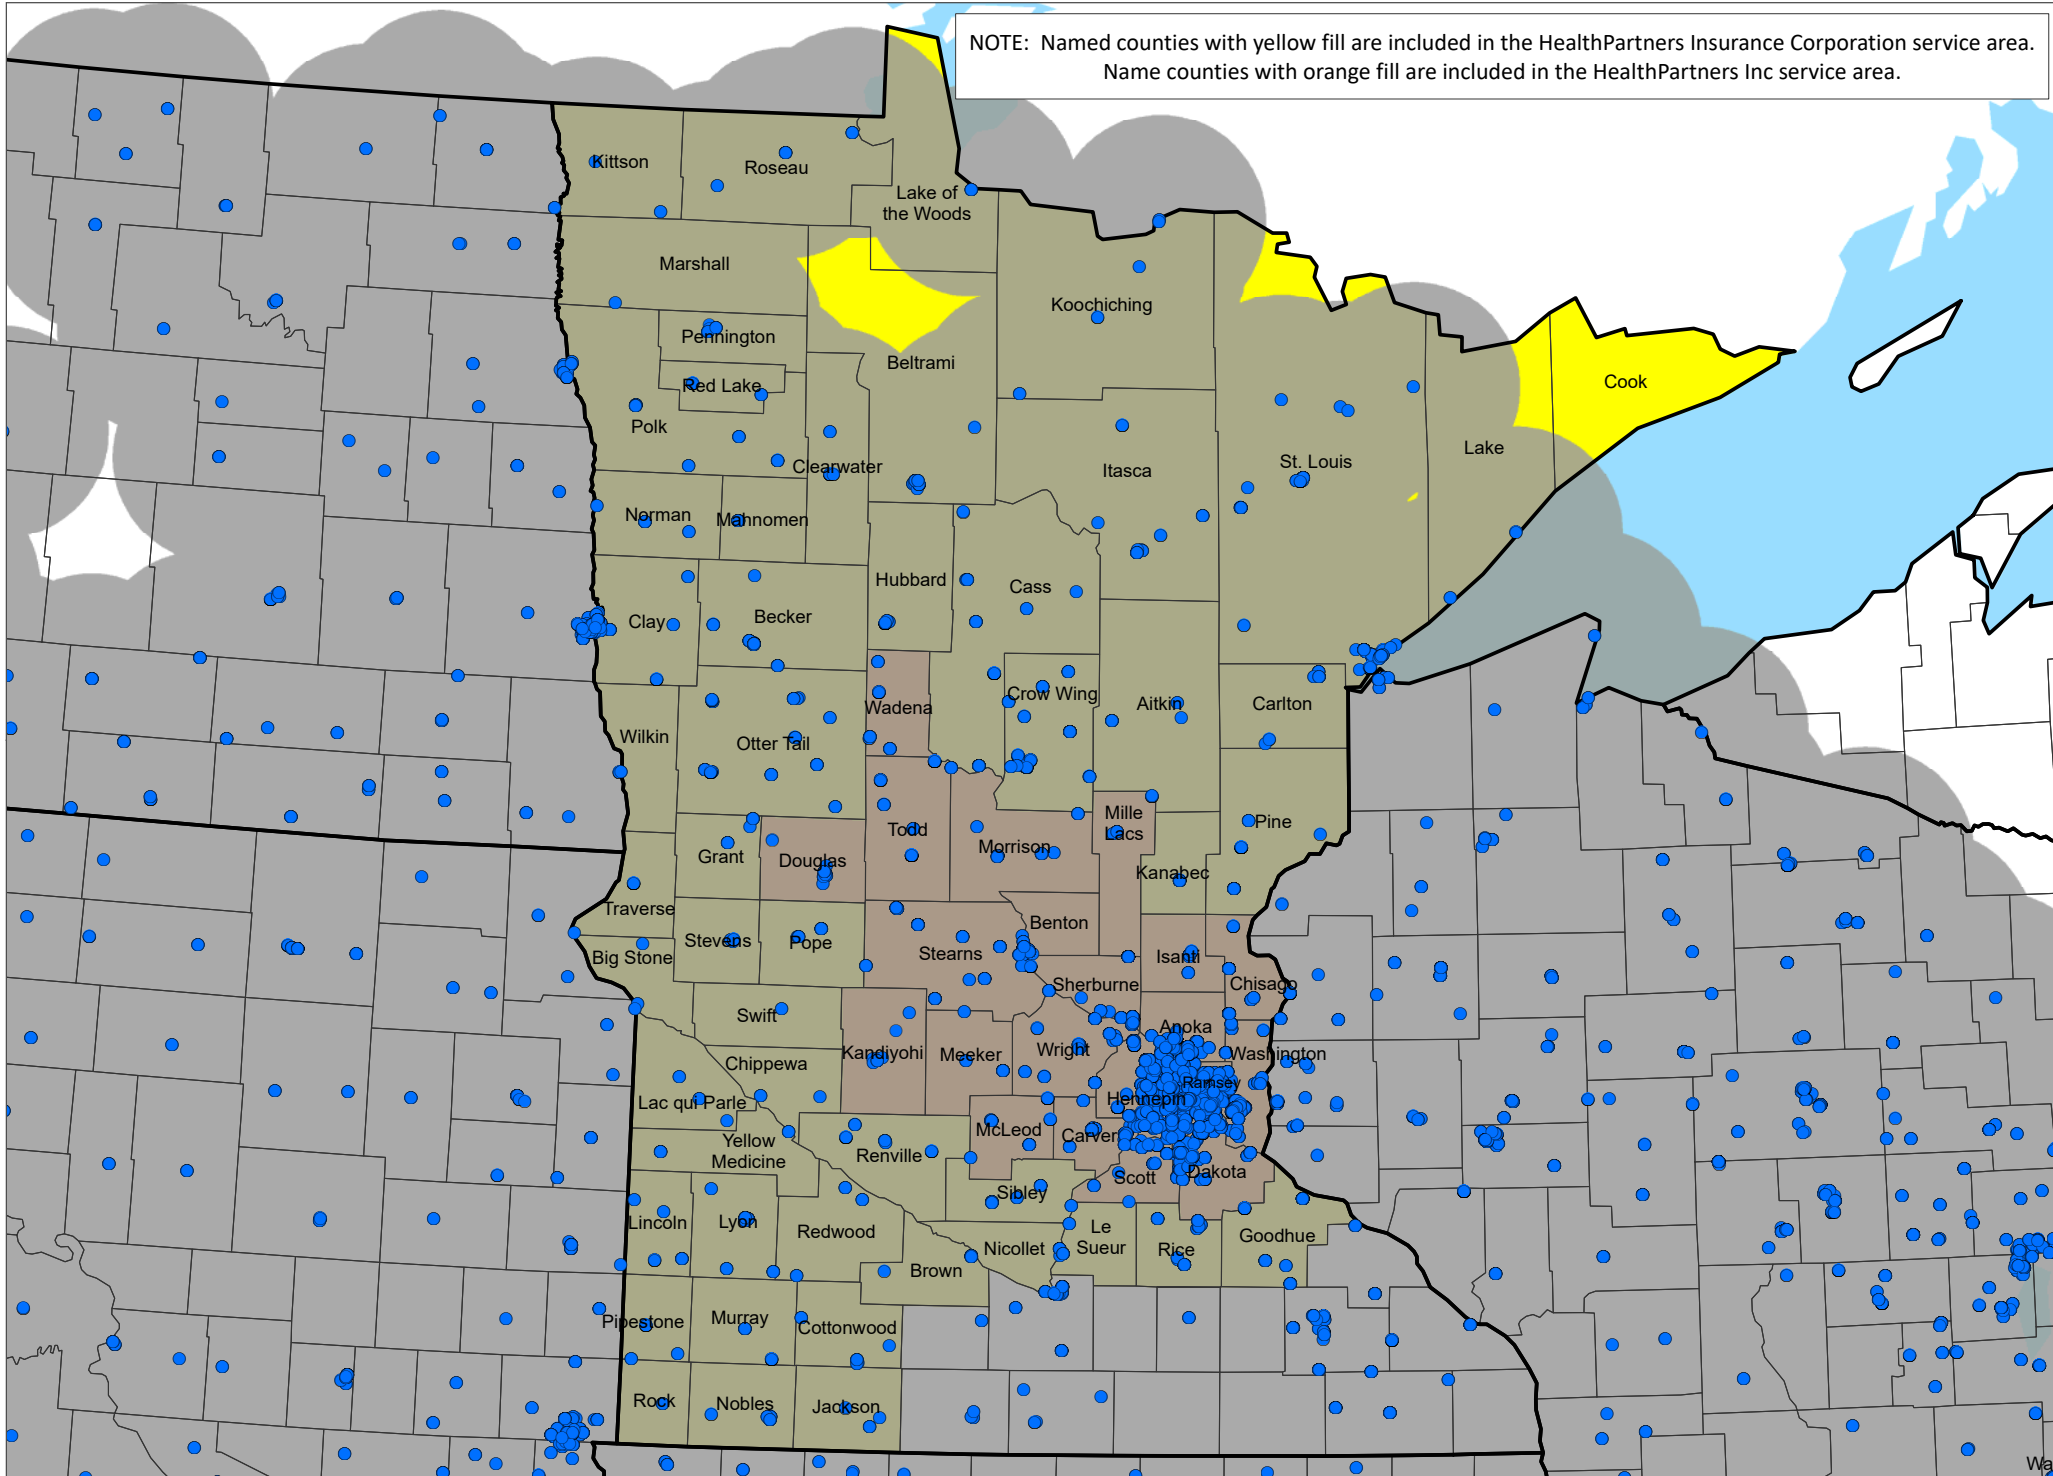 NOTE: Named counties with yellow fill are included in the HealthPartners Insurance Corporation service area.
Name counties with orange fill are included in the HealthPartners Inc service area.
Kittson
Roseau
Lake of
the Woods
Marshall
Koochiching
Pennington
Beltrami
Red Lake
Cook
Polk
Clearwater
Itasca
St. Louis
Lake
Norman
Mahnomen
Hubbard
Cass
Clay
Becker
Crow Wing
Wadena
Aitkin
Carlton
Wilkin
Otter Tail
Mille
Lacs
Pine
Todd
Morrison
Grant
Douglas
Kanabec
Traverse
Benton
Stevens
Pope
Stearns
Big Stone
Isanti
Sherburne
Chisago
Swift
Anoka
Kandiyohi
Meeker
Wright
Washington
Chippewa
Ramsey
Lac qui Parle
Hennepin
McLeod
Carver
Yellow
Medicine
Renville
Scott
Dakota
Sibley
Lincoln
Lyon
Redwood
Le
Sueur
Nicollet
Rice
Goodhue
Brown
Pipestone
Murray
Cottonwood
Rock
Nobles
Jackson
Wa